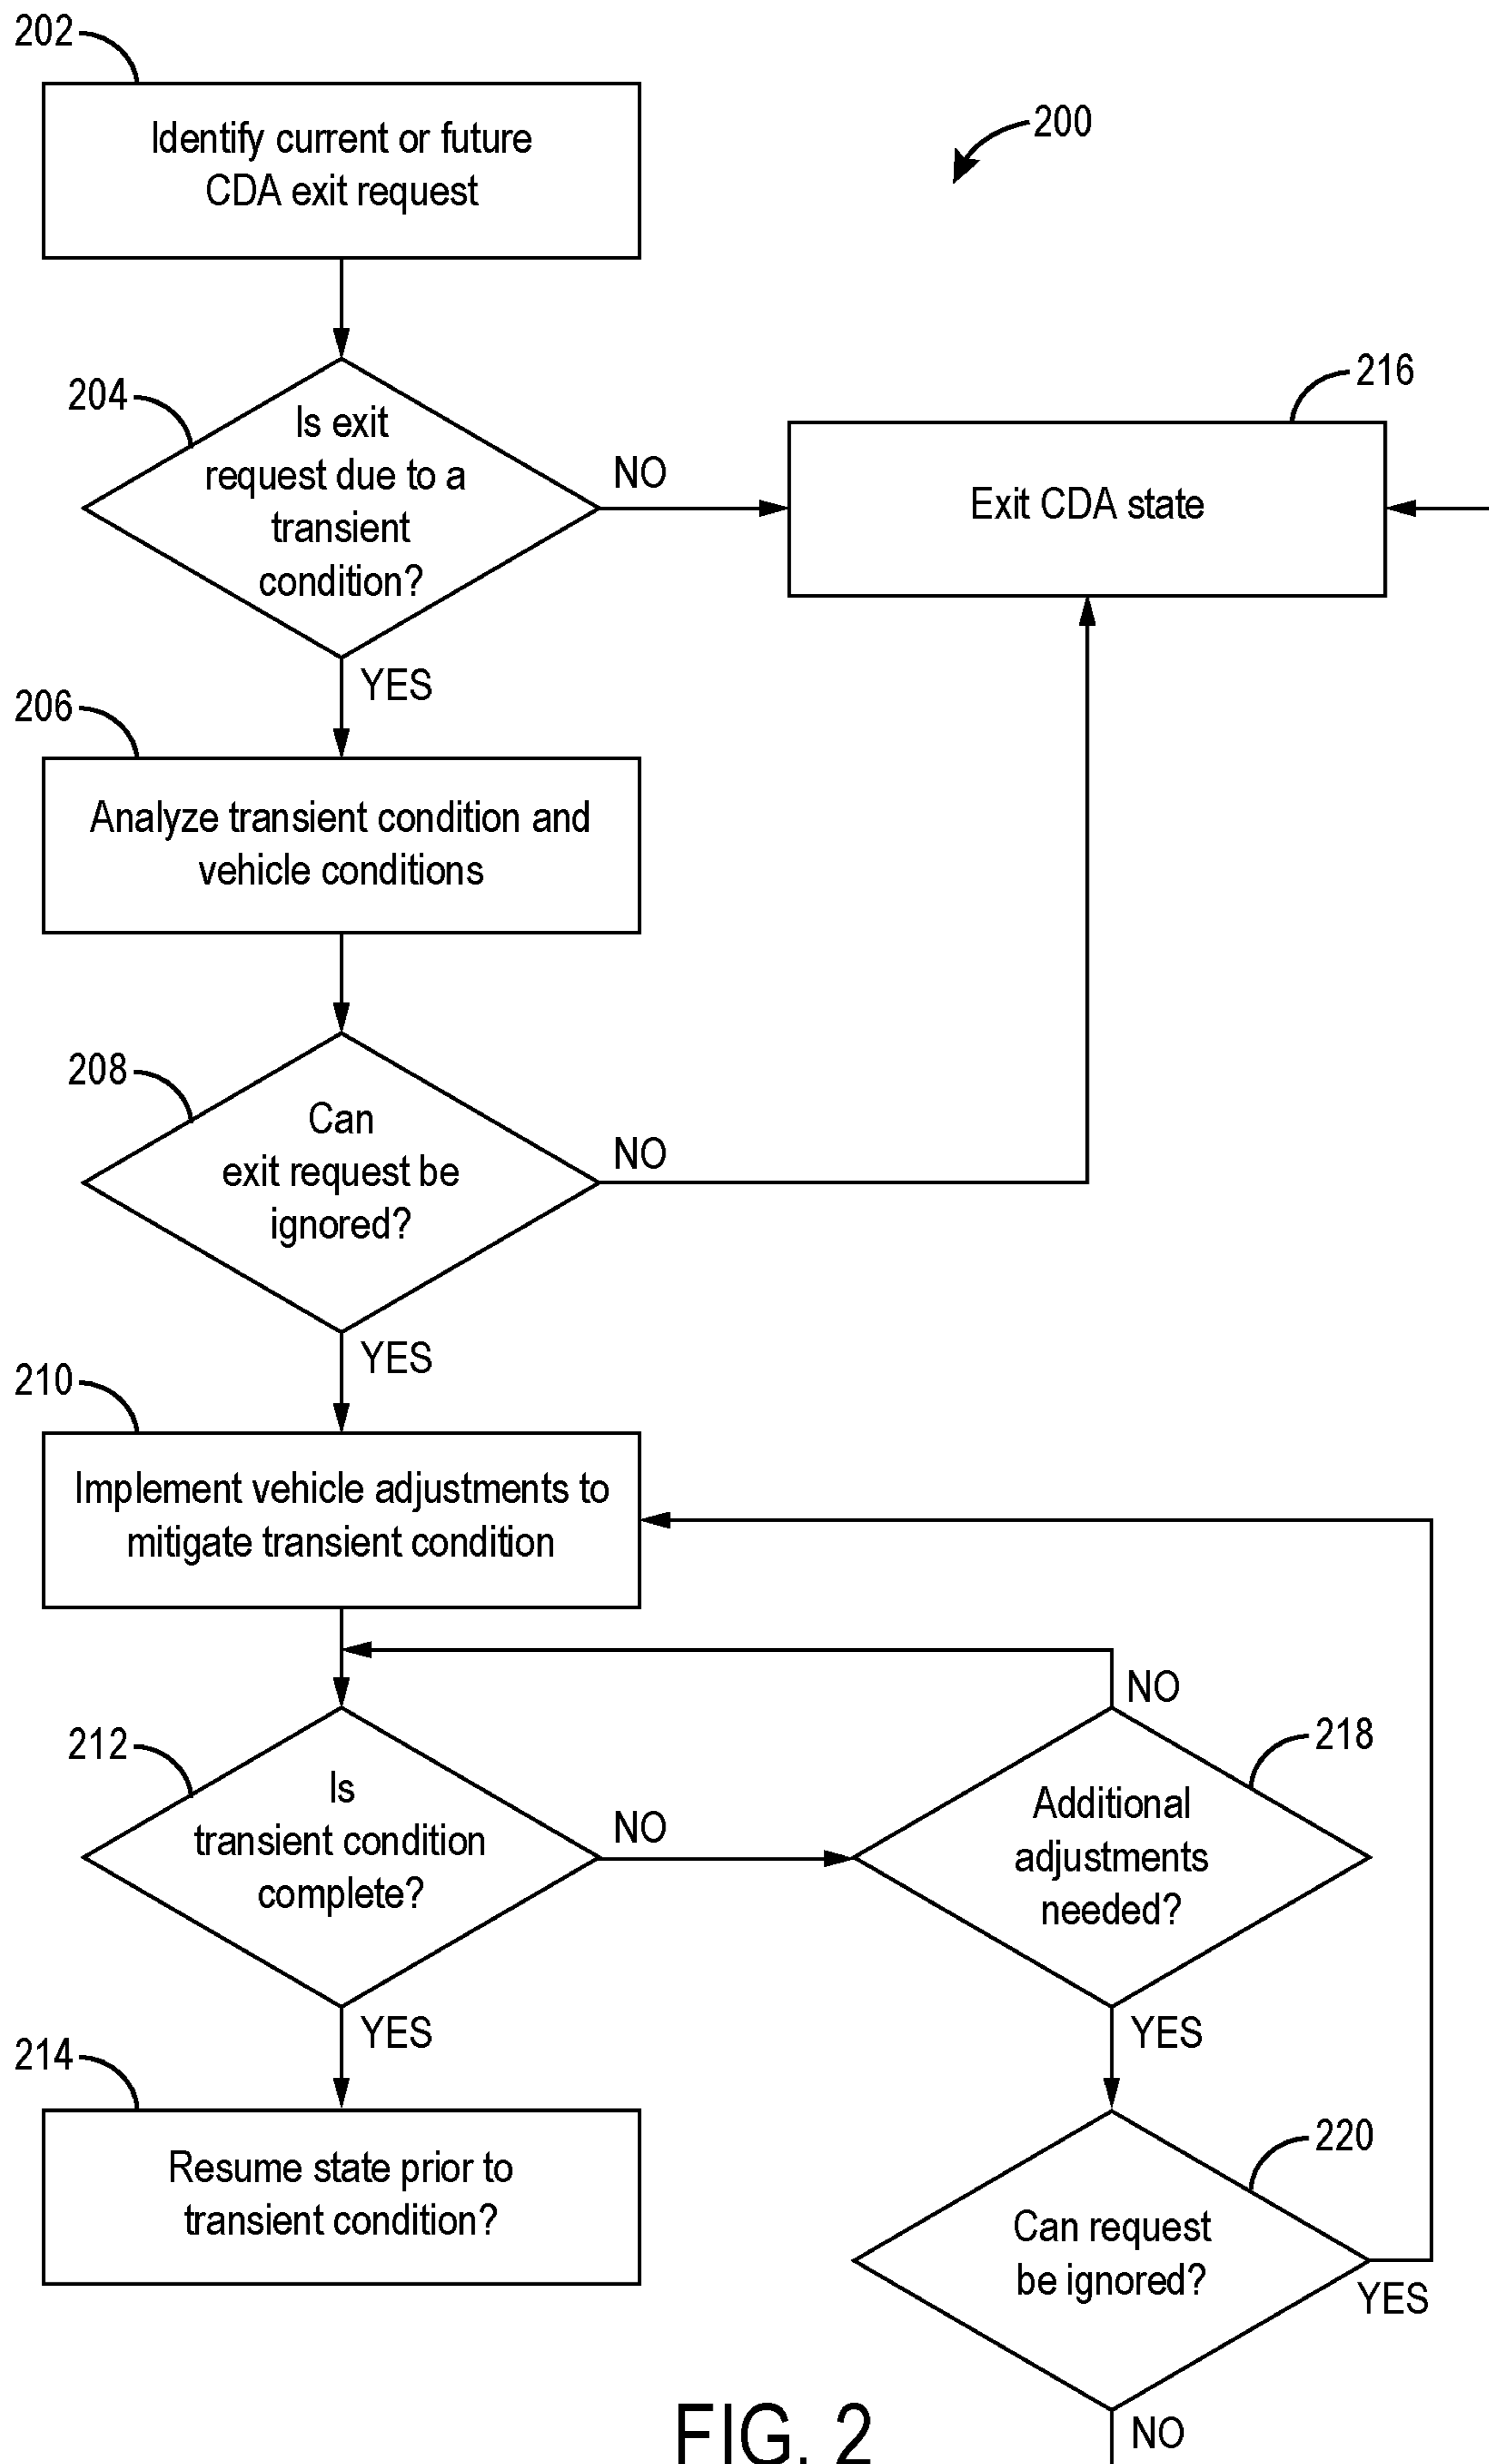 202
Identify current or future
CDA exit request
200
204
Is exit
request due to a
transient
condition?
NO
216
Exit CDA state
YES
206
Analyze transient condition and
vehicle conditions
208
Can
exit request be
ignored?
NO
YES
210
Implement vehicle adjustments to
mitigate transient condition
212
Is
transient condition
complete?
NO
NO
218
Additional
adjustments
needed?
YES
YES
214
Resume state prior to
transient condition?
220
Can request
be ignored?
YES
NO
FIG. 2